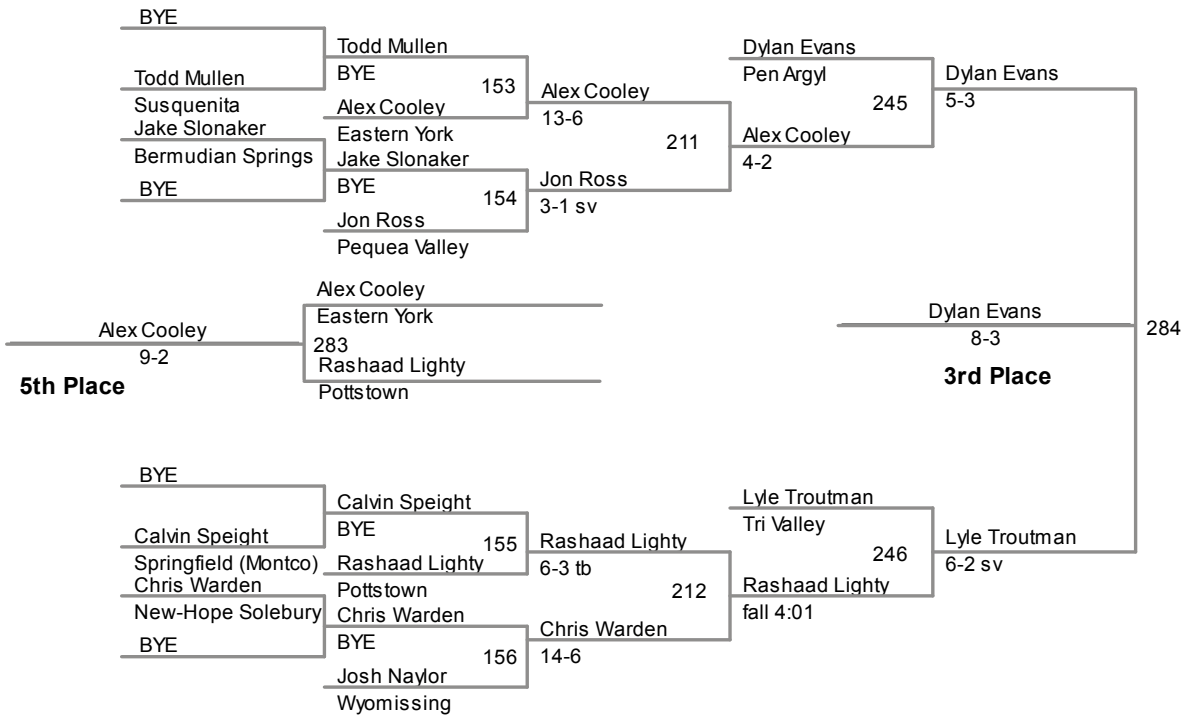 BYE
Todd Mullen
Susquenita
Jake Slonaker
Bermudian Springs
BYE
Todd Mullen
BYE
153
Alex Cooley
Eastern York
Jake Slonaker
BYE
154
Jon Ross
Pequea Valley
Alex Cooley
13-6
211
Jon Ross
3-1 sv
Dylan Evans
Pen Argyl
245
Alex Cooley
4-2
Dylan Evans
5-3
Alex Cooley
9-2
5th Place
Alex Cooley
Eastern York
283
Rashaad Lighty
Pottstown
Dylan Evans
8-3
3rd Place
284
BYE
Calvin Speight
Springfield (Montco)
Chris Warden
New-Hope Solebury
BYE
Calvin Speight
BYE
155
Rashaad Lighty
Pottstown
Chris Warden
BYE
156
Josh Naylor
Wyomissing
Rashaad Lighty
6-3 tb
212
Chris Warden
14-6
Lyle Troutman
Tri Valley
246
Rashaad Lighty
fall 4:01
Lyle Troutman
6-2 sv